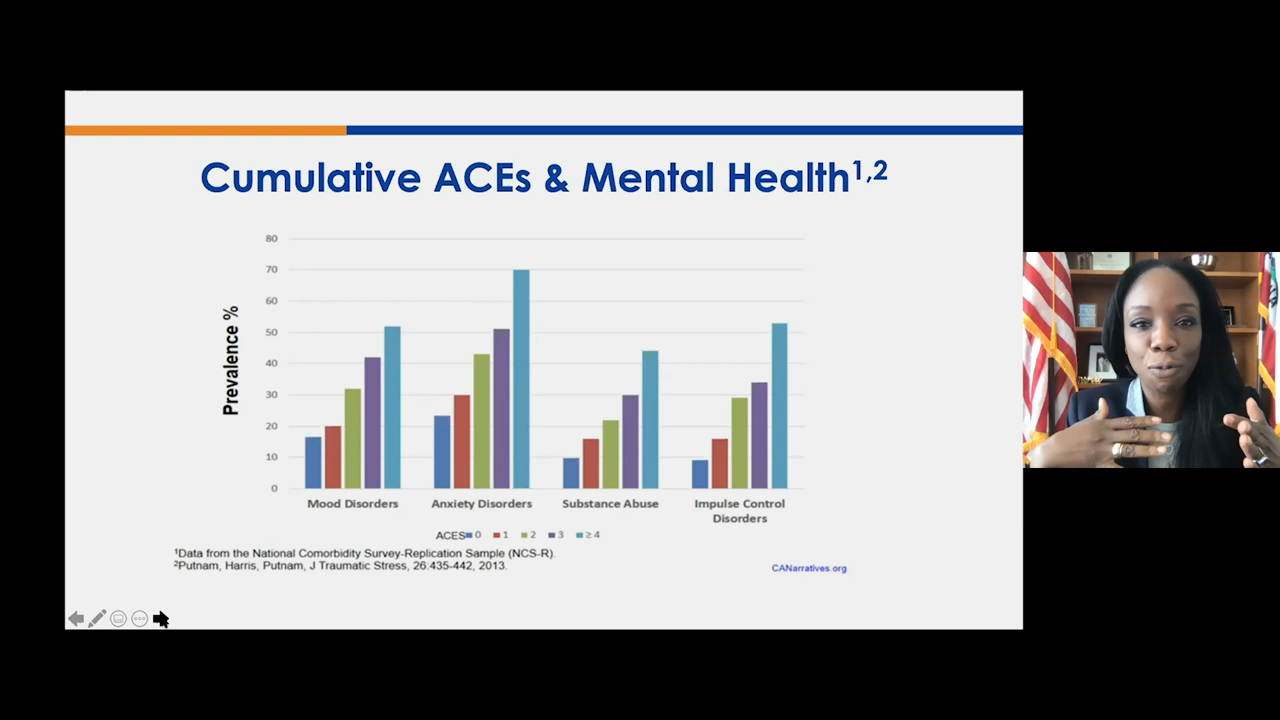 Cumulative ACEs & Mental Health1,2
80
70
60
50
40
30
20
10
0
Prevalence %
Mood Disorders
Anxiety Disorders
Substance Abuse
Impulse Control
Disorders
ACES 0 1 2 3 ≥ 4
1Data from the National Comorbidity Survey-Replication Sample (NCS-R).
2Putnam, Harris, Putnam, J Traumatic Stress, 26:435-442, 2013.
CANarratives.org